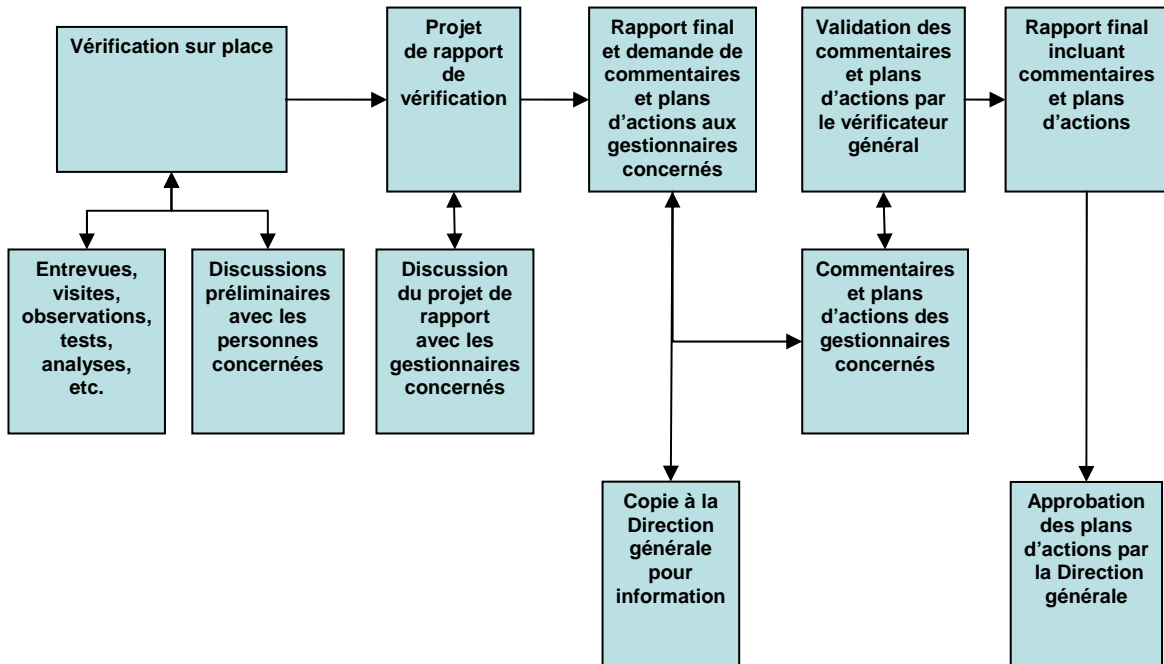 Vérification sur place
Projet
de rapport
de
vérification
Rapport final
et demande de
commentaires
et plans
d’actions aux
gestionnaires
concernés
Validation des
commentaires
et plans
d’actions par
le vérificateur
général
Rapport final
incluant
commentaires
et plans
d’actions
Entrevues,
visites,
observations,
tests,
analyses,
etc.
Discussions
préliminaires
avec les
personnes
concernées
Discussion
du projet de
rapport
avec les
gestionnaires
concernés
Commentaires
et plans
d’actions des
gestionnaires
concernés
Copie à la
Direction
générale
pour
information
Approbation
des plans
d’actions par
la Direction
générale